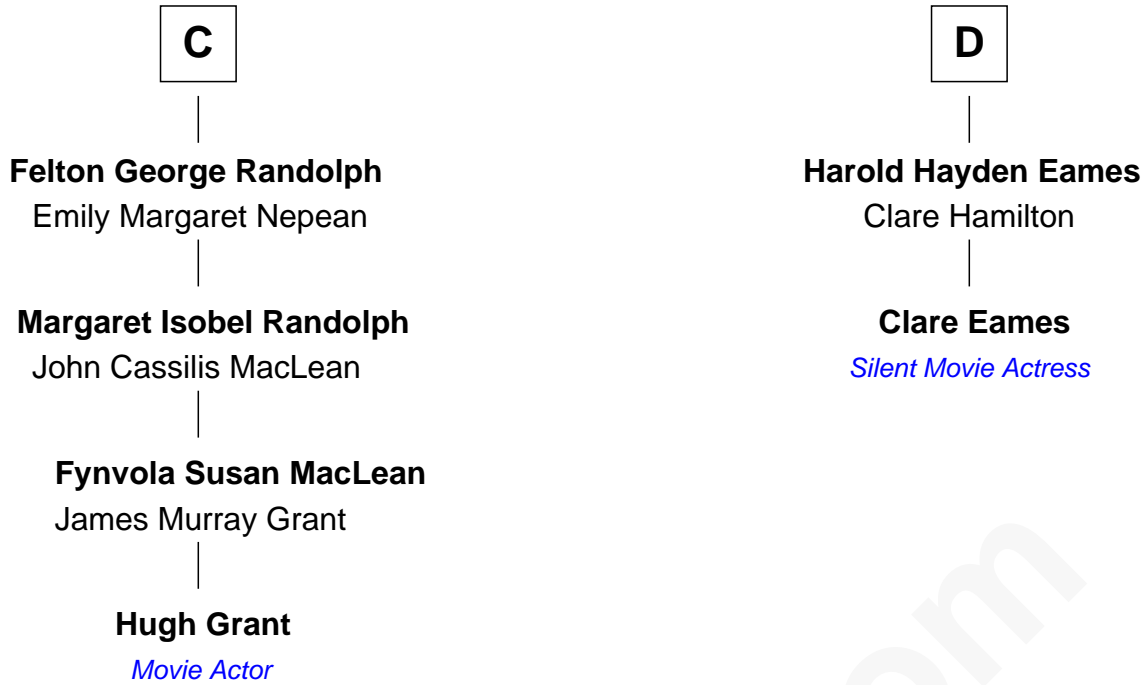 C
Felton George Randolph
Emily Margaret Nepean
Margaret Isobel Randolph
John Cassilis MacLean
Fynvola Susan MacLean
James Murray Grant
Hugh Grant
Movie Actor
D
Harold Hayden Eames
Clare Hamilton
Clare Eames
Silent Movie Actress
om